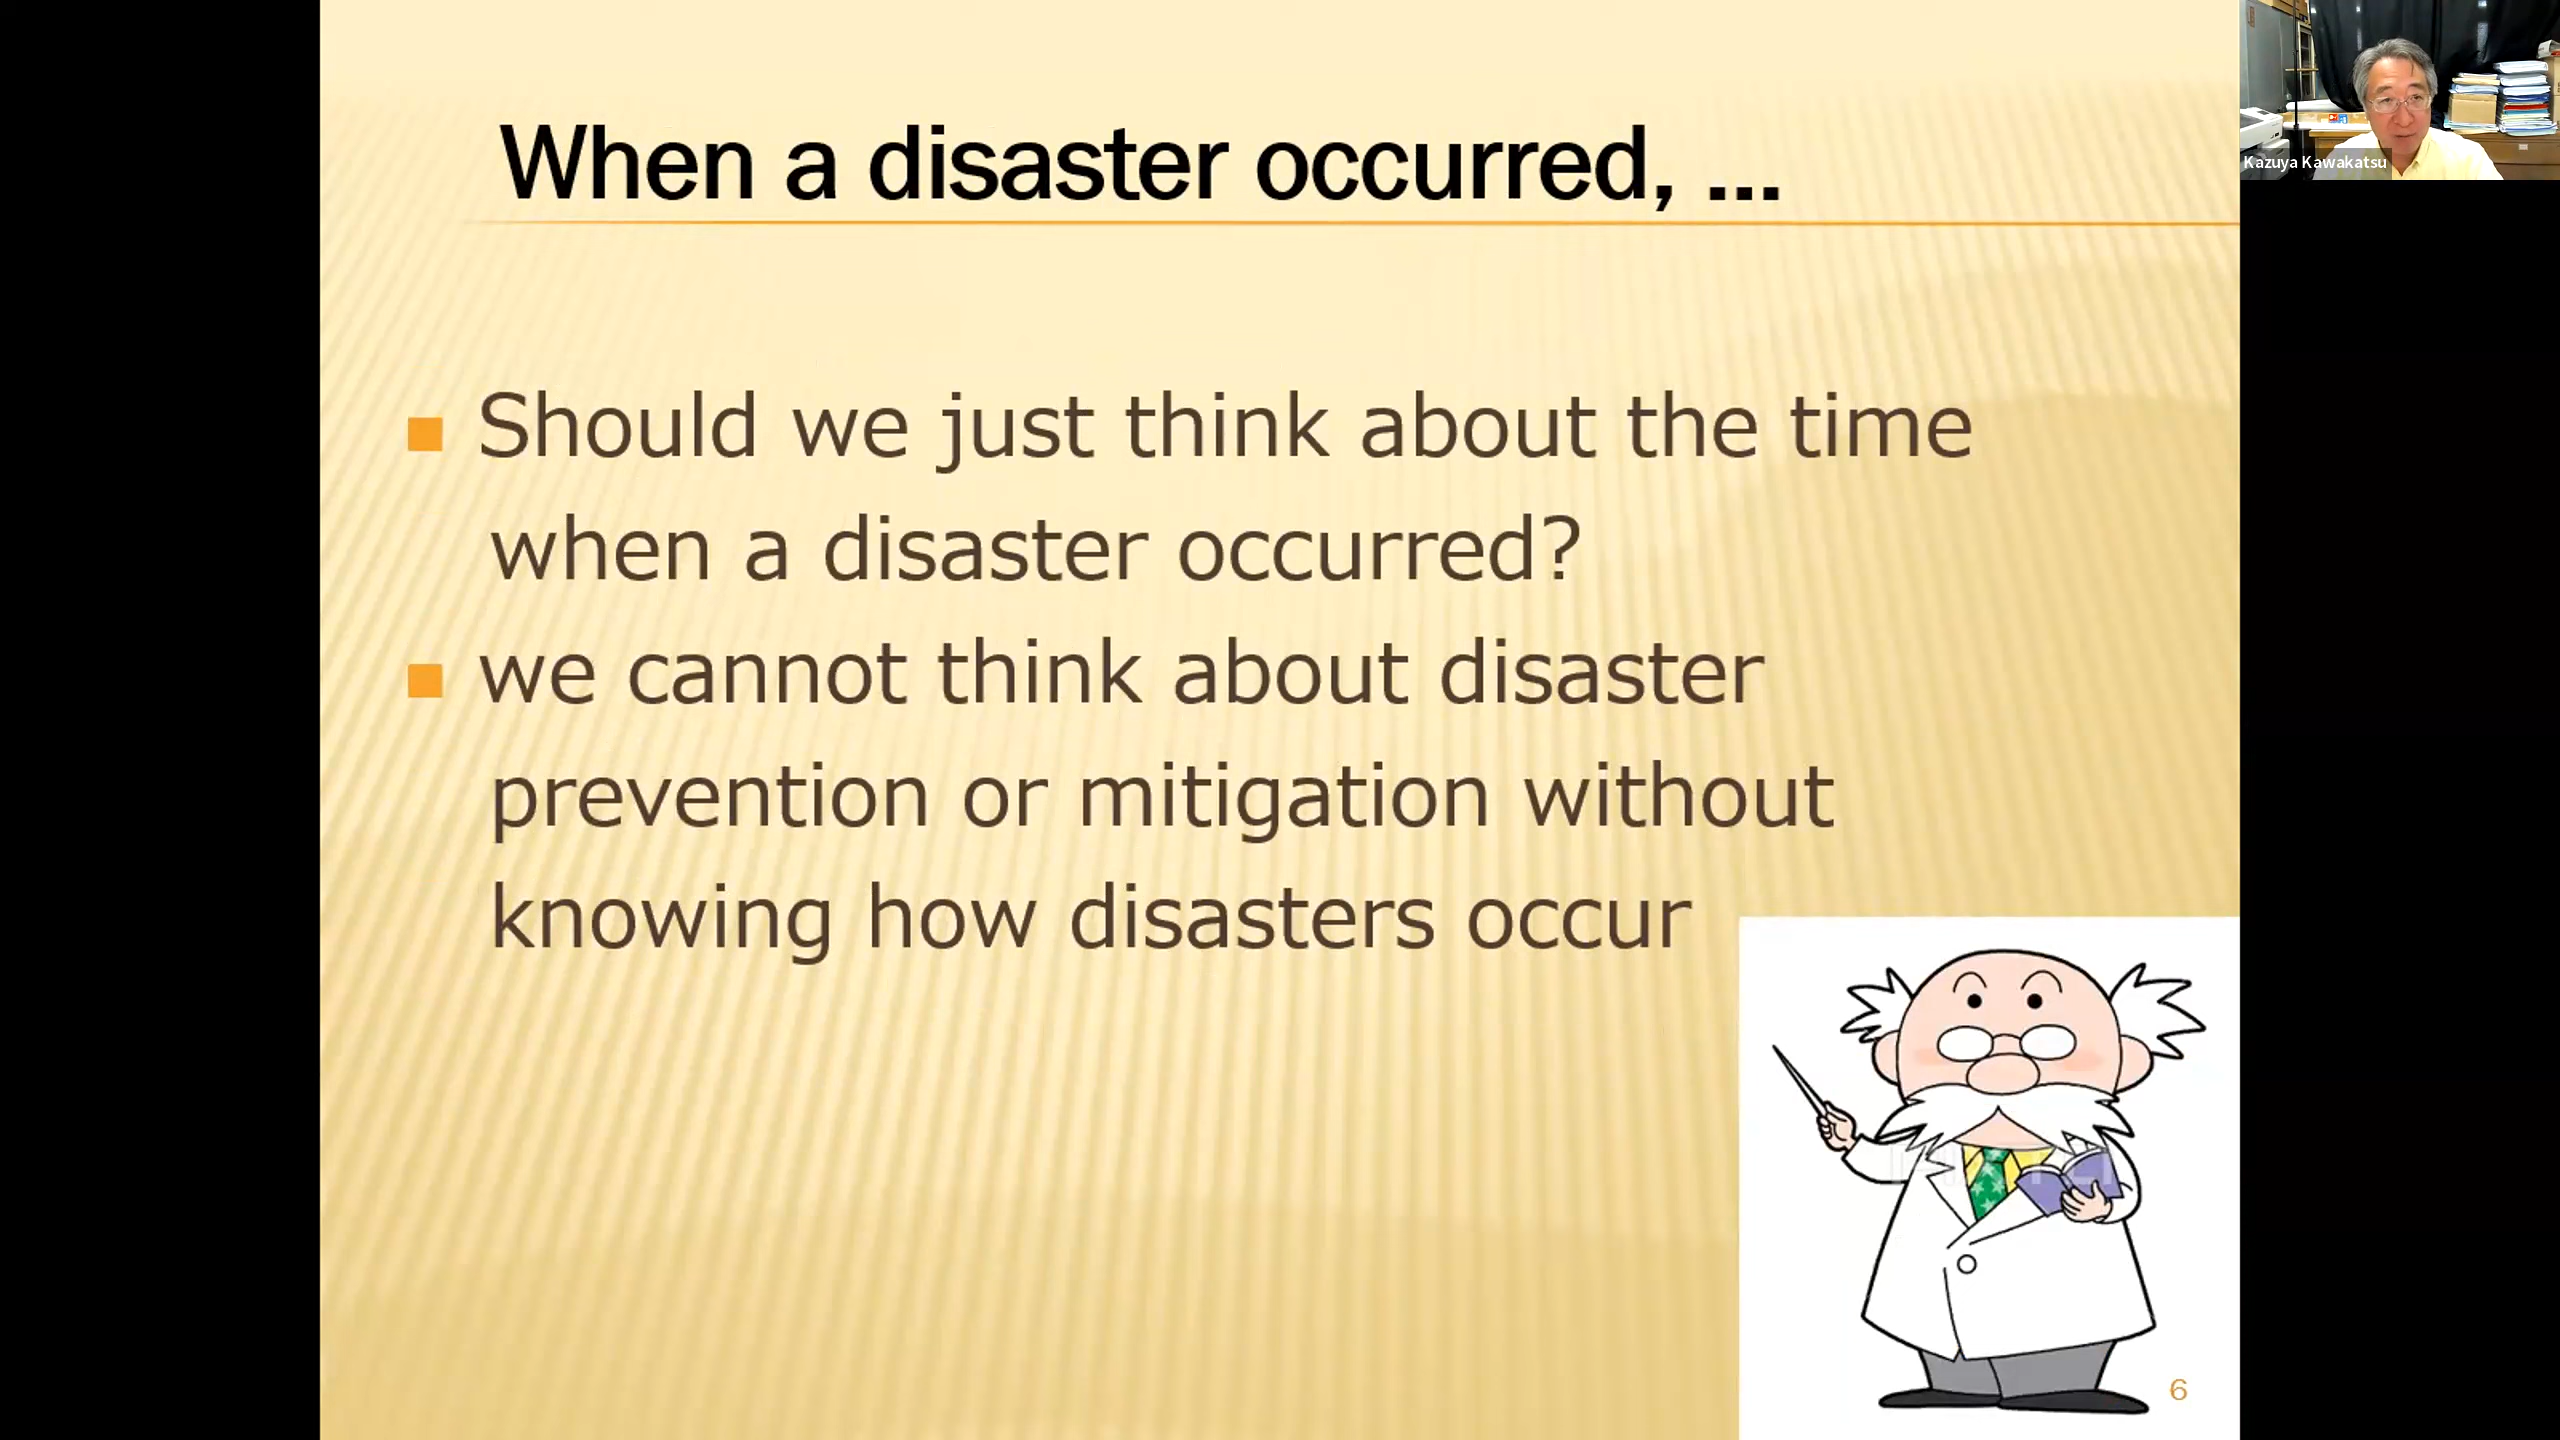 When a disaster occurred, ...
Kazuya Kawakatsu
Should we just think about the time
when a disaster occurred?
we cannot think about disaster
prevention or mitigation without
knowing how disasters occur
6